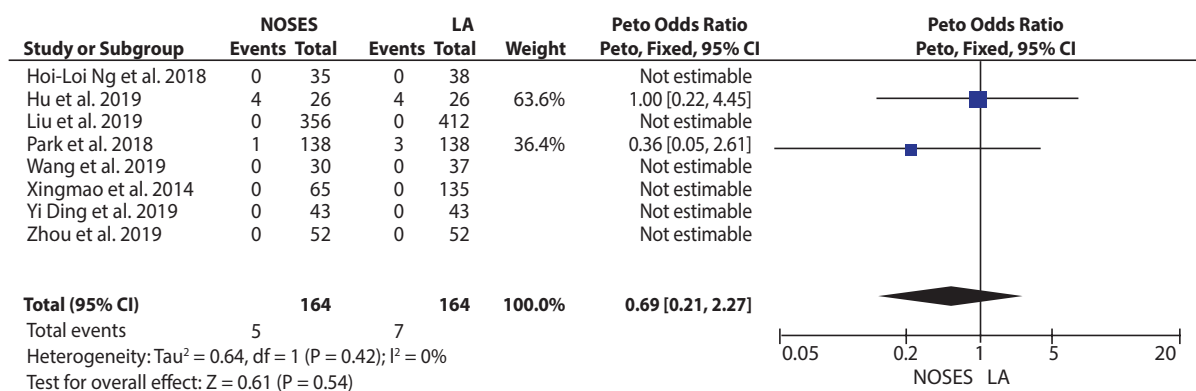 NOSES LA Peto Odds Ratio Peto Odds Ratio
Study or Subgroup Events Total Events Total Weight Peto, Fixed, 95% CI Peto, Fixed, 95% CI
Hoi-Loi Ng et al. 2018 0 35 0 38 Not estimable
Hu et al. 2019 4 26 4 26 63.6% 1.00 [0.22, 4.45]
Liu et al. 2019 0 356 0 412 Not estimable
Park et al. 2018 1 138 3 138 36.4% 0.36 [0.05, 2.61]
Wang et al. 2019 0 30 0 37 Not estimable
Xingmao et al. 2014 0 65 0 135 Not estimable
Yi Ding et al. 2019 0 43 0 43 Not estimable
Zhou et al. 2019 0 52 0 52 Not estimable
Total (95% CI) 164 164 100.0% 0.69 [0.21, 2.27]
Total events 5 7
Heterogeneity: Tau² = 0.64, df = 1 (P = 0.42); I² = 0%
Test for overall effect: Z = 0.61 (P = 0.54)
0.05 0.2 1 5 20
NOSES LA